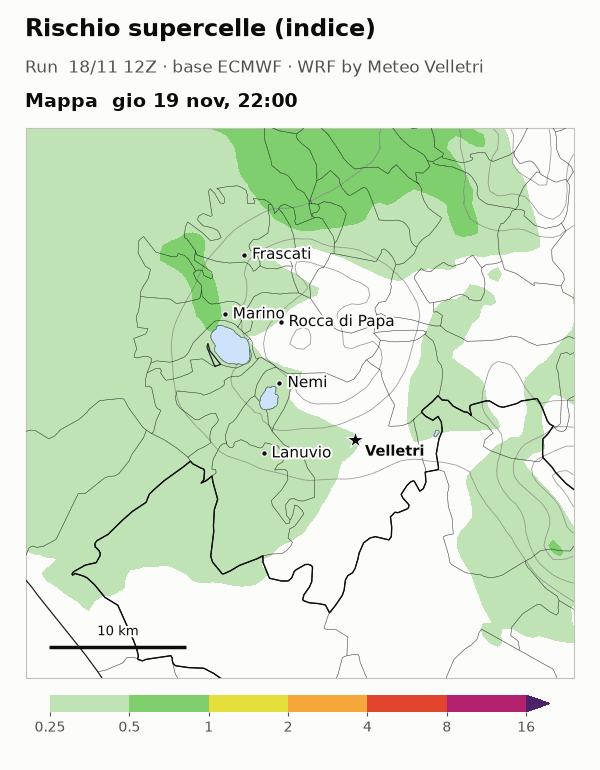 Rischio supercelle (indice)
Run  18/11 12Z · base ECMWF · WRF by Meteo Velletri
Mappa  gio 19 nov, 22:00
Frascati
Marino
Rocca di Papa
Nemi
Velletri
Lanuvio
10 km
0.25 0.5 1 2 4 8 16